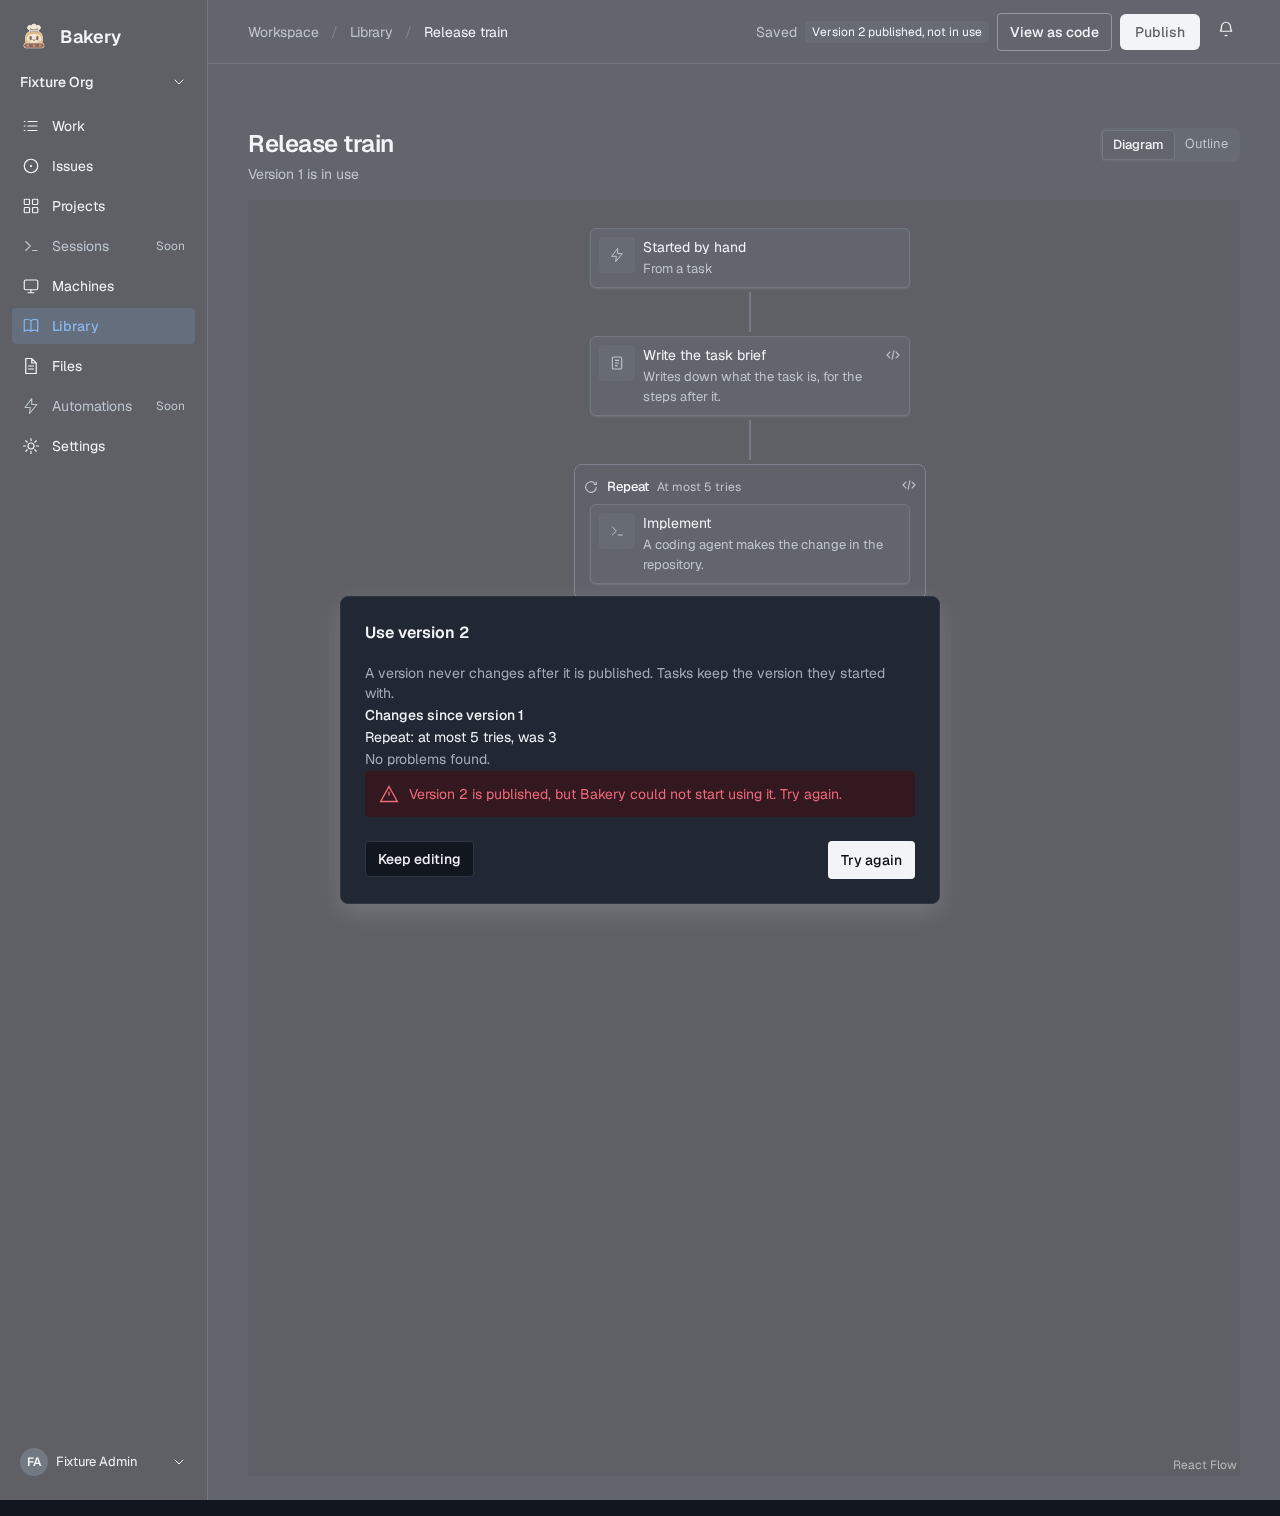 Bakery
Fixture Org
Work
Issues
Projects
Sessions Soon
Machines
Library
Files
Automations Soon
Settings
FA Fixture Admin
Workspace / Library / Release train
Saved Version 2 published, not in use View as code Publish
Release train
Version 1 is in use
Diagram Outline
Started by hand
From a task
Write the task brief
Writes down what the task is, for the
steps after it.
Repeat At most 5 tries
Implement
A coding agent makes the change in the
repository.
Use version 2
A version never changes after it is published. Tasks keep the version they started
with.
Changes since version 1
Repeat: at most 5 tries, was 3
No problems found.
Version 2 is published, but Bakery could not start using it. Try again.
Keep editing Try again
React Flow